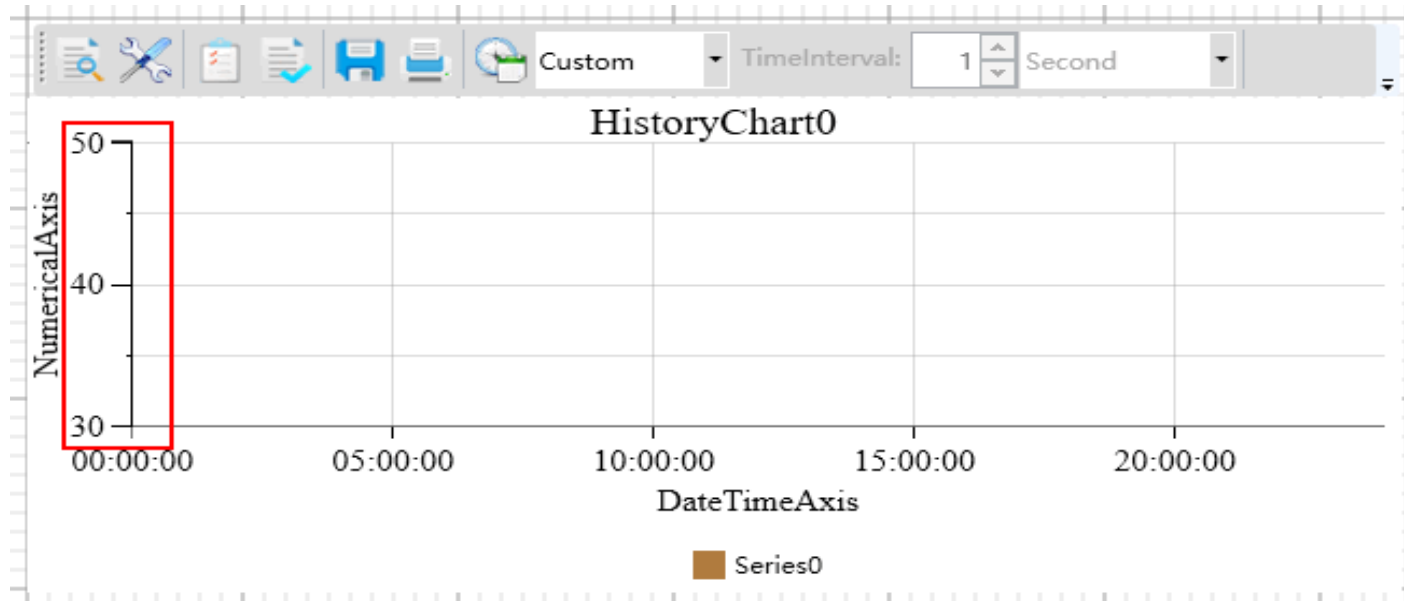 Custom TimeInterval: 1 Second
HistoryChart0
50
40
30
NumericalAxis
00:00:00 05:00:00 10:00:00 15:00:00 20:00:00
DateTimeAxis
Series0